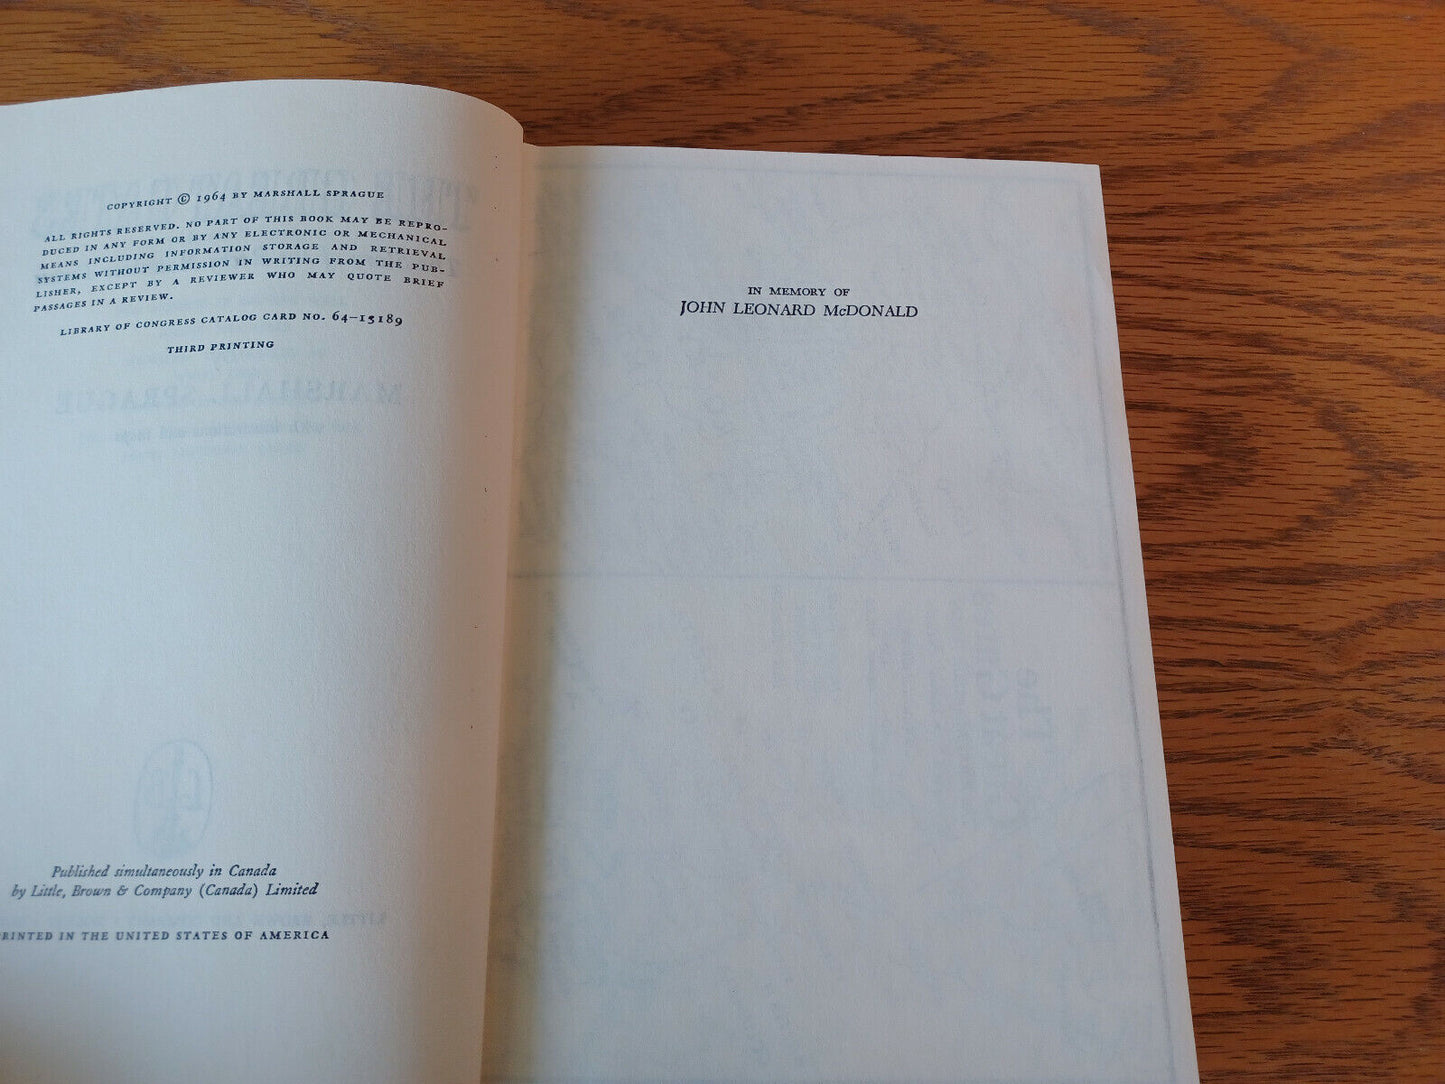 COPYRIGHT © 1964 BY MARSHALL SPRAGUE
ALL RIGHTS RESERVED. NO PART OF THIS BOOK MAY BE REPRO-
DUCED IN ANY FORM OR BY ANY ELECTRONIC OR MECHANICAL
MEANS INCLUDING INFORMATION STORAGE AND RETRIEVAL
SYSTEMS WITHOUT PERMISSION IN WRITING FROM THE PUB-
LISHER, EXCEPT BY A REVIEWER WHO MAY QUOTE BRIEF
PASSAGES IN A REVIEW.
LIBRARY OF CONGRESS CATALOG CARD NO. 64-15189
THIRD PRINTING
Published simultaneously in Canada
by Little, Brown & Company (Canada) Limited
RINTED IN THE UNITED STATES OF AMERICA
IN MEMORY OF
JOHN LEONARD McDONALD